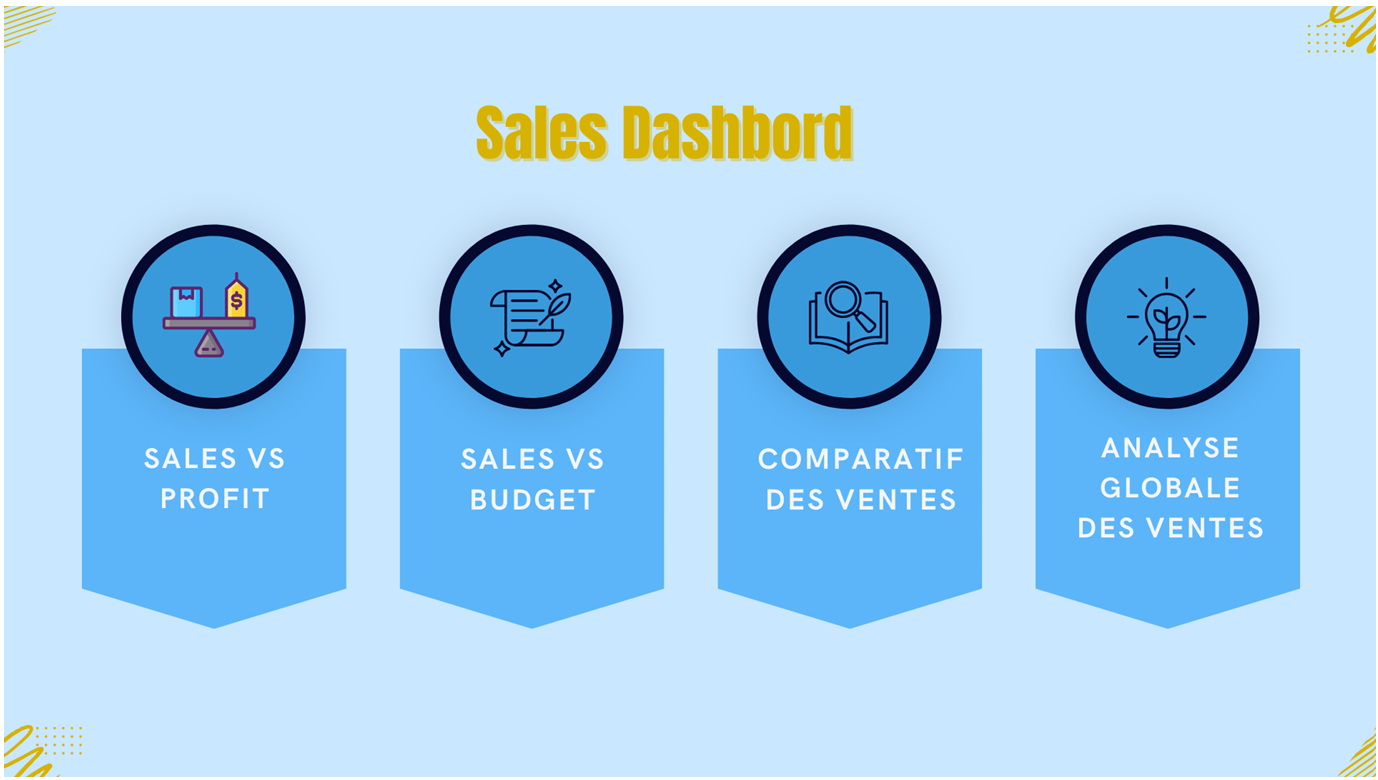 Sales Dashbord
$
SALES VS
PROFIT
SALES VS
BUDGET
COMPARATIF
DES VENTES
ANALYSE
GLOBALE
DES VENTES